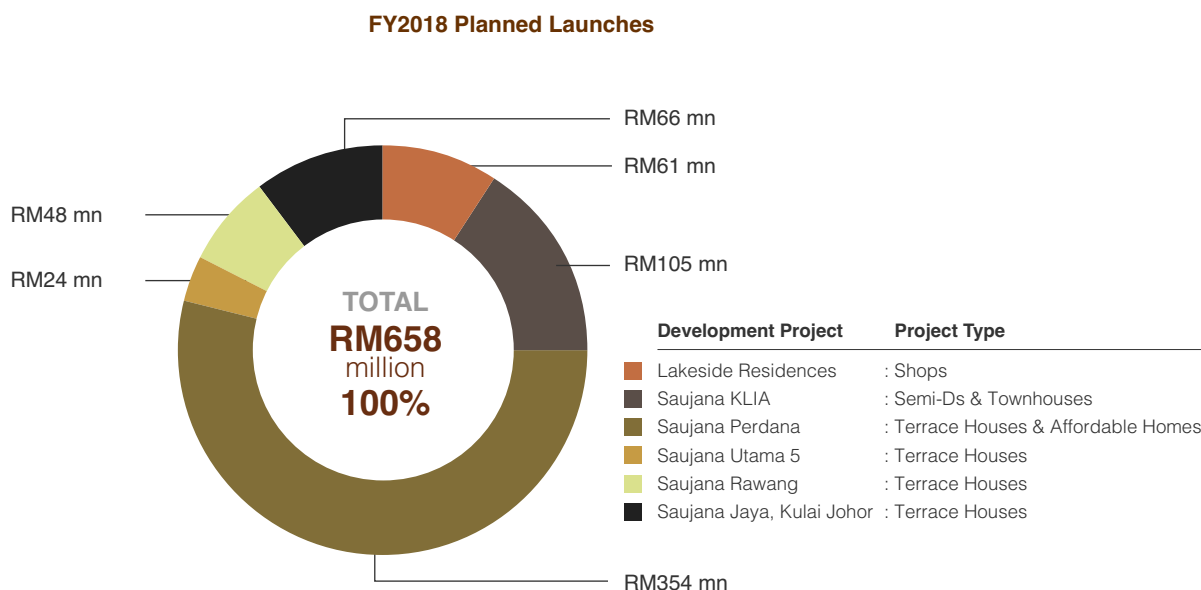 FY2018 Planned Launches
RM66 mn
RM61 mn
RM48 mn
RM105 mn
RM24 mn
TOTAL
RM658
million
100%
Development Project Project Type
Lakeside Residences : Shops
Saujana KLIA : Semi-Ds & Townhouses
Saujana Perdana : Terrace Houses & Affordable Homes
Saujana Utama 5 : Terrace Houses
Saujana Rawang : Terrace Houses
Saujana Jaya, Kulai Johor : Terrace Houses
RM354 mn